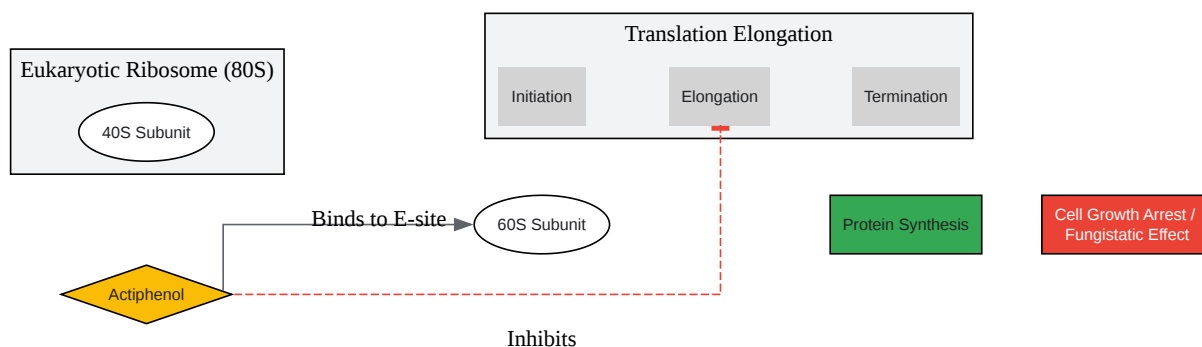 Translation Elongation
Eukaryotic Ribosome (80S)
Initiation
Elongation
Termination
40S Subunit
Binds to E-site
60S Subunit
Protein Synthesis
Cell Growth Arrest /
Fungistatic Effect
Actiphenol
Inhibits